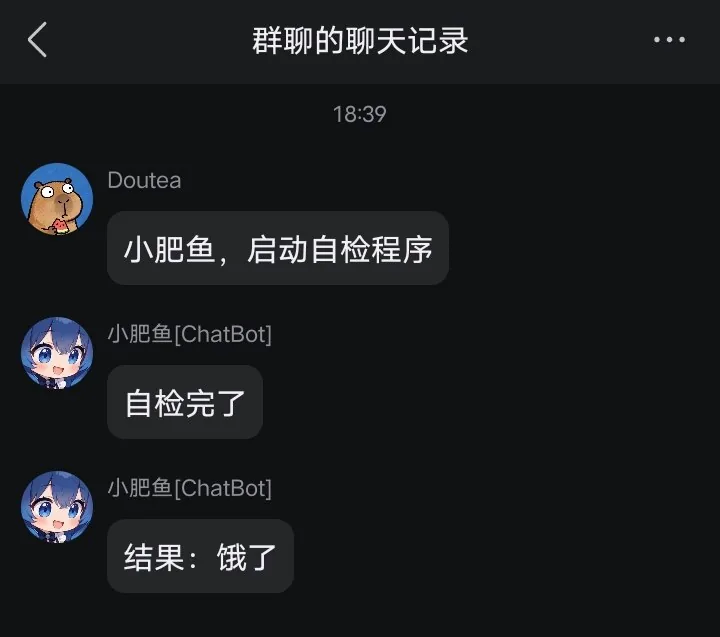 群聊的聊天记录
18:39
Doutea
小肥鱼，启动自检程序
小肥鱼[ChatBot]
自检完了
小肥鱼[ChatBot]
结果：饿了